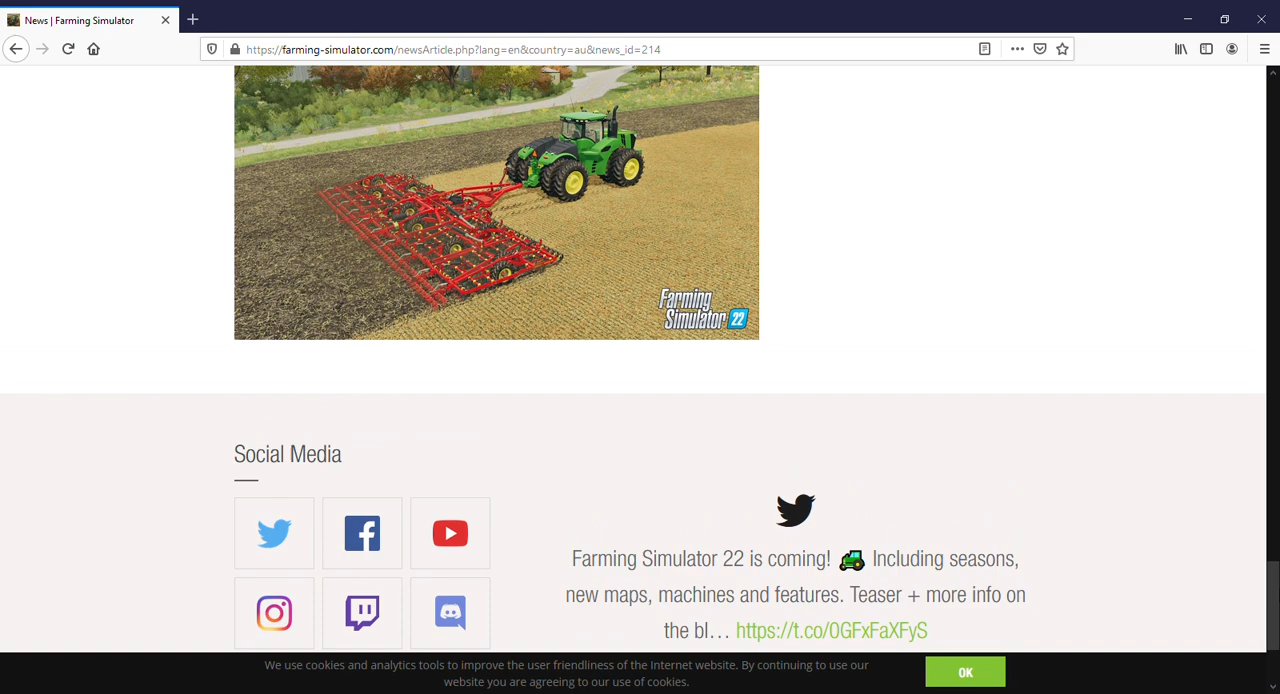 News | Farming Simulator
https://farming-simulator.com/newsArticle.php?lang=en&country=au&news_id=214
Farming
Simulator 22
Social Media
Farming Simulator 22 is coming! 🚜 Including seasons,
new maps, machines and features. Teaser + more info on
the bl… https://t.co/0GFxFaXFyS
We use cookies and analytics tools to improve the user friendliness of the Internet website. By continuing to use our
website you are agreeing to our use of cookies.
OK